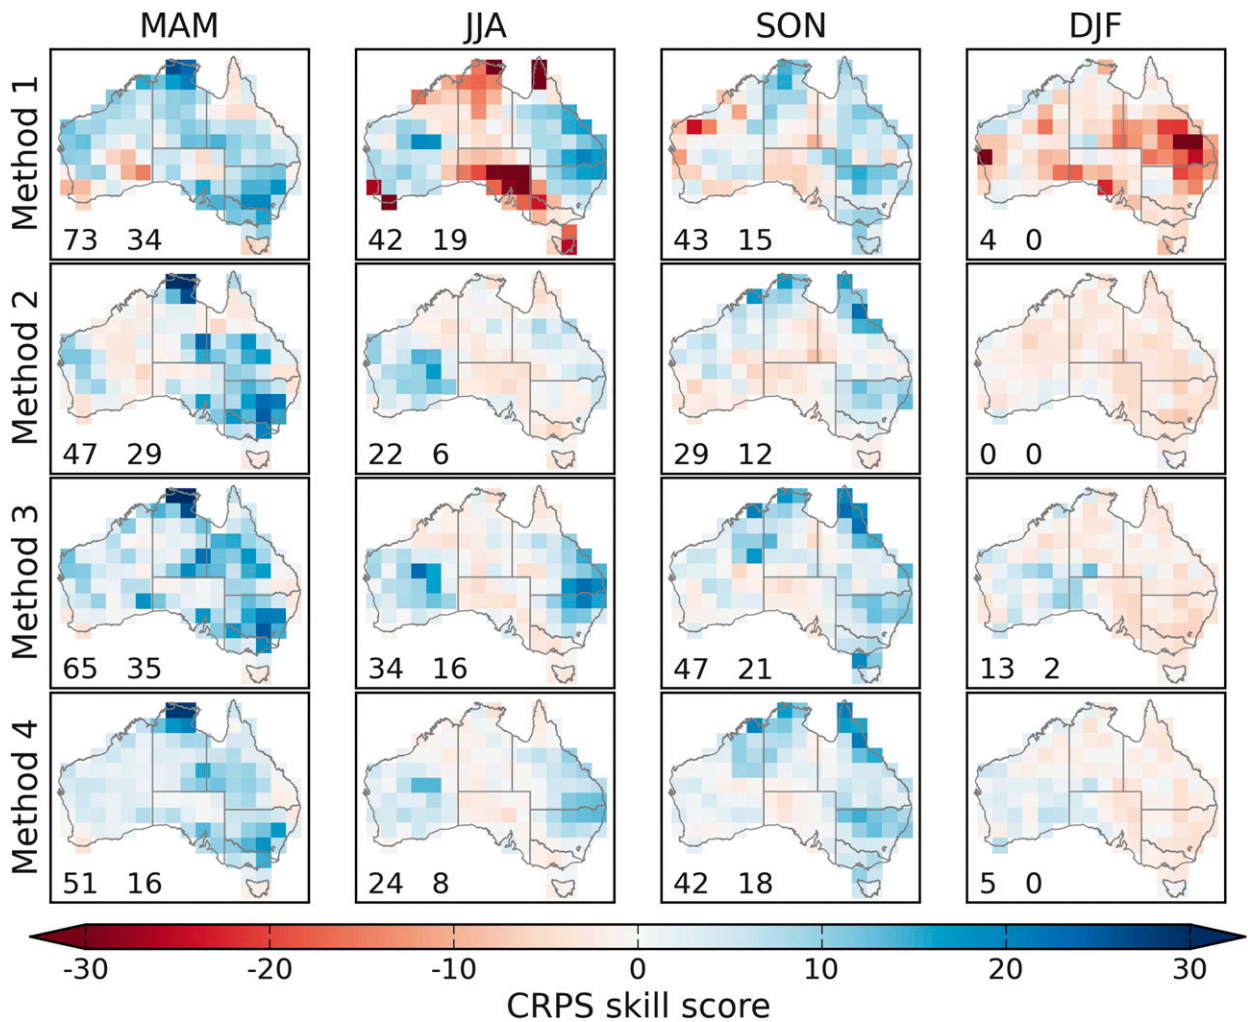 MAM JJA SON DJF
Method 1
73 34 42 19 43 15 4 0
Method 2
47 29 22 6 29 12 0 0
Method 3
65 35 34 16 47 21 13 2
Method 4
51 16 24 8 42 18 5 0
-30 -20 -10 0 10 20 30
CRPS skill score